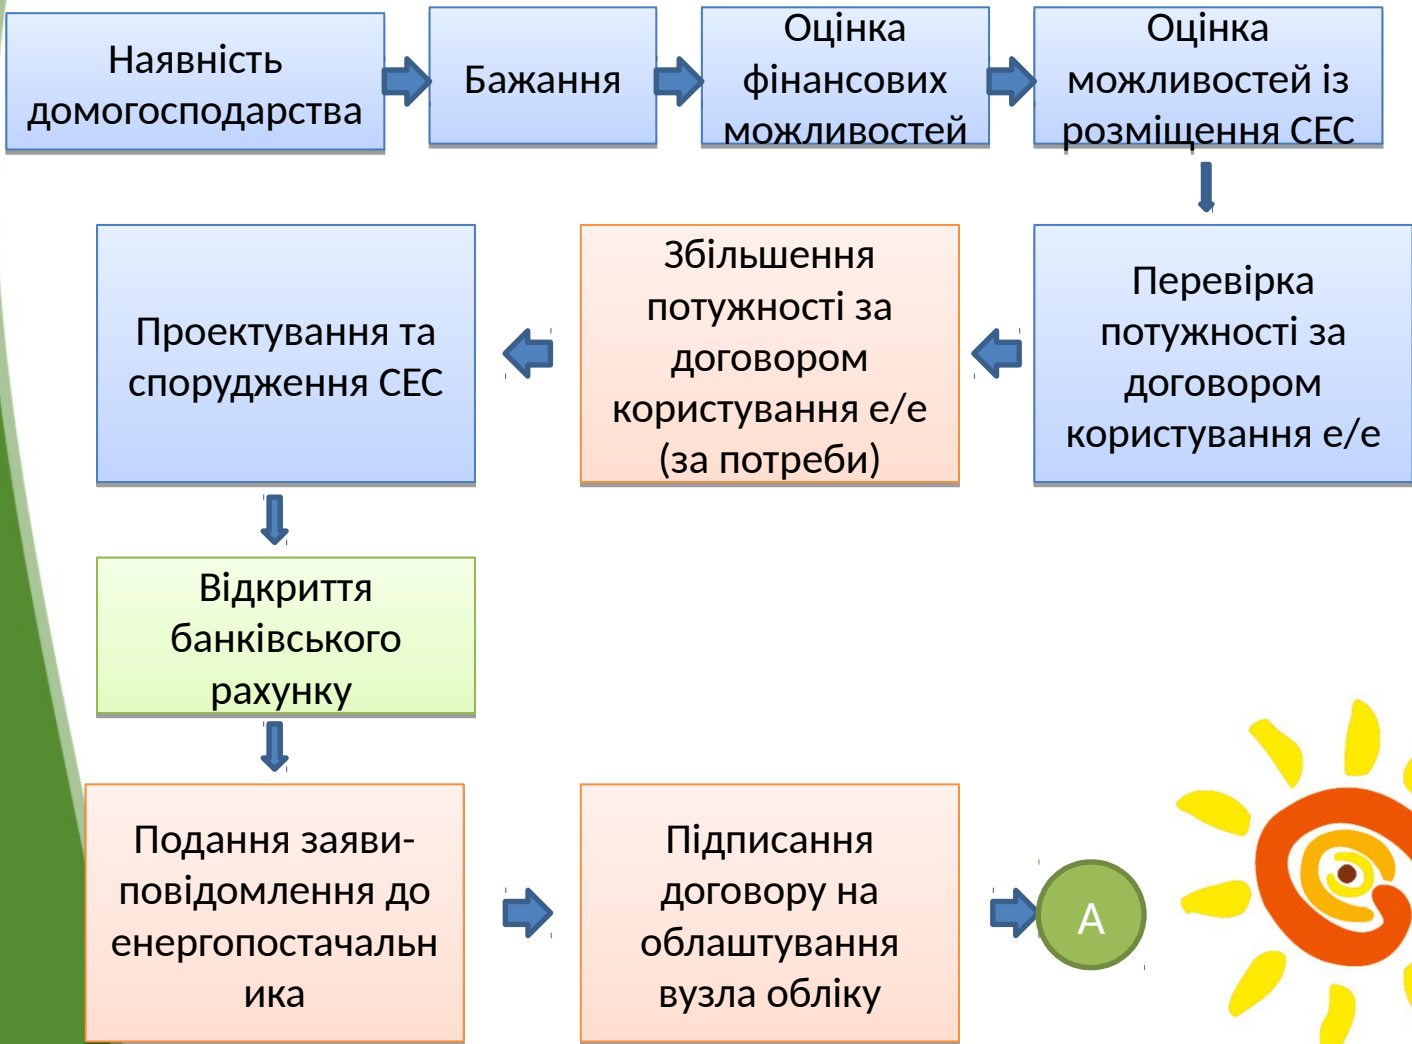 Наявність
домогосподарства
Бажання
Оцінка
фінансових
можливостей
Оцінка
можливостей із
розміщення СЕС
Перевірка
потужності за
договором
користування е/е
Збільшення
потужності за
договором
користування е/е
(за потреби)
Проектування та
спорудження СЕС
Відкриття
банківського
рахунку
Подання заяви-
повідомлення до
енергопостачальн
ика
Підписання
договору на
облаштування
вузла обліку
А